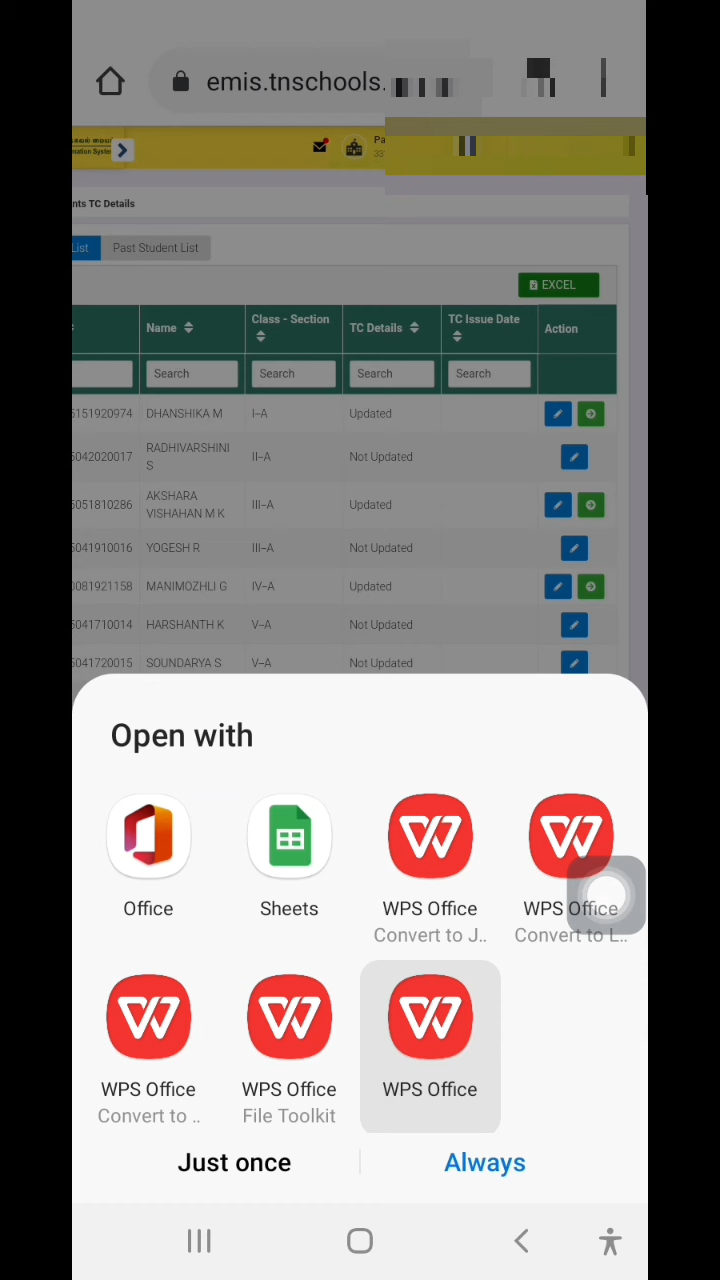 emis.tnschools.
Pa
nts TC Details
List
Past Student List
EXCEL
Name
Class - Section
TC Details
TC Issue Date
Action
Search
Search
Search
Search
5151920974 DHANSHIKA M I-A Updated
5042020017 RADHIVARSHINI S II-A Not Updated
5051810286 AKSHARA VISHAHAN M K III-A Updated
5041910016 YOGESH R III-A Not Updated
0081921158 MANIMOZHLI G IV-A Updated
5041710014 HARSHANTH K V-A Not Updated
5041720015 SOUNDARYA S V-A Not Updated
Open with
Office
Sheets
WPS Office
Convert to J..
WPS Office
Convert to L..
WPS Office
Convert to ..
WPS Office
File Toolkit
WPS Office
Just once
Always